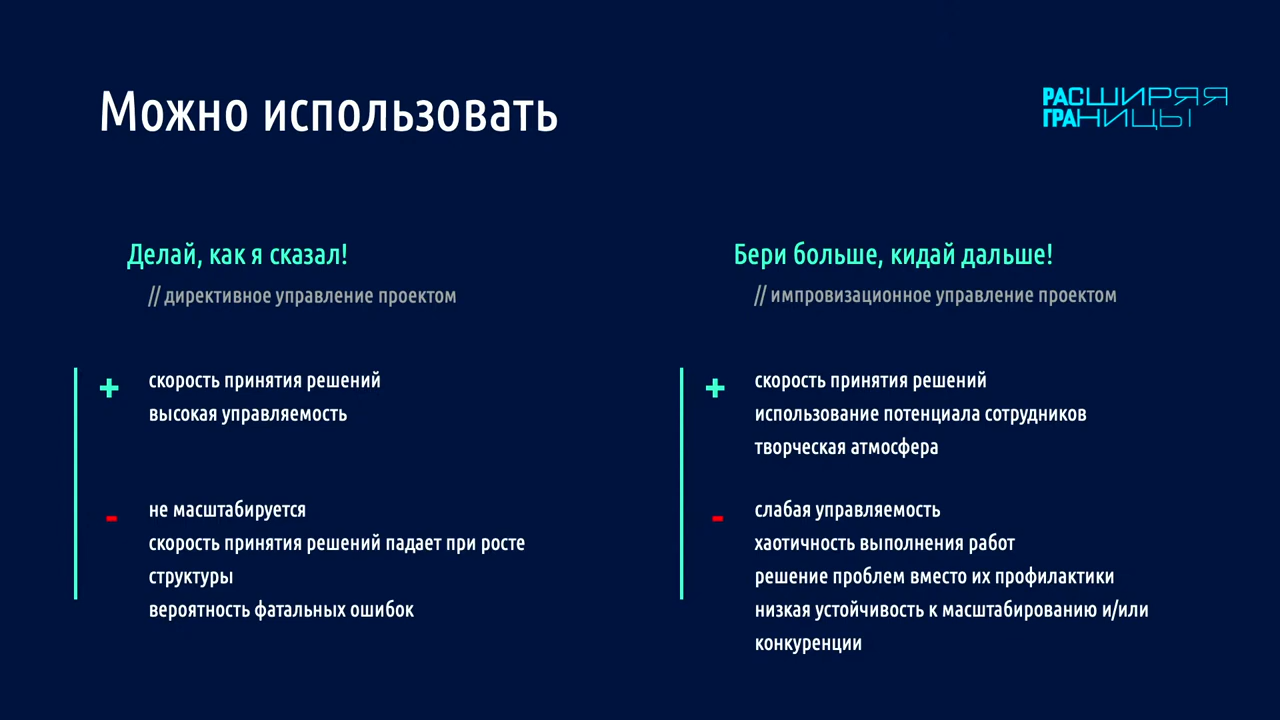 Можно использовать
РАСШИРЯЯ
ГРАНИЦЫ
Делай, как я сказал!
// директивное управление проектом
+
скорость принятия решений
высокая управляемость
-
не масштабируется
скорость принятия решений падает при росте
структуры
вероятность фатальных ошибок
Бери больше, кидай дальше!
// импровизационное управление проектом
+
скорость принятия решений
использование потенциала сотрудников
творческая атмосфера
-
слабая управляемость
хаотичность выполнения работ
решение проблем вместо их профилактики
низкая устойчивость к масштабированию и/или
конкуренции